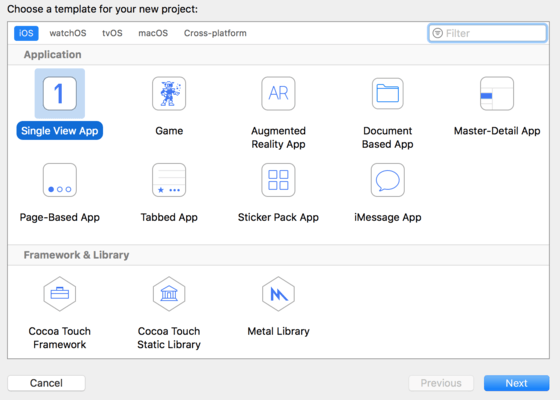 Choose a template for your new project:
iOS watchOS tvOS macOS Cross-platform Filter
Application
1
Single View App
Game
AR
Augmented
Reality App
Document
Based App
Master-Detail App
Page-Based App
Tabbed App
Sticker Pack App
iMessage App
Framework & Library
Cocoa Touch
Framework
Cocoa Touch
Static Library
Metal Library
Cancel Previous Next